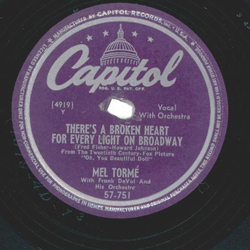 Capitol
REG. U.S. PAT. OFF.
(4919)
Y
Vocal
With Orchestra
THERE'S A BROKEN HEART
FOR EVERY LIGHT ON BROADWAY
(Fred Fisher-Howard Johnson)
From The Twentieth Century-Fox Picture
"Oh, You Beautiful Doll"
MEL TORMÉ
With Frank DeVol And
His Orchestra
57-751